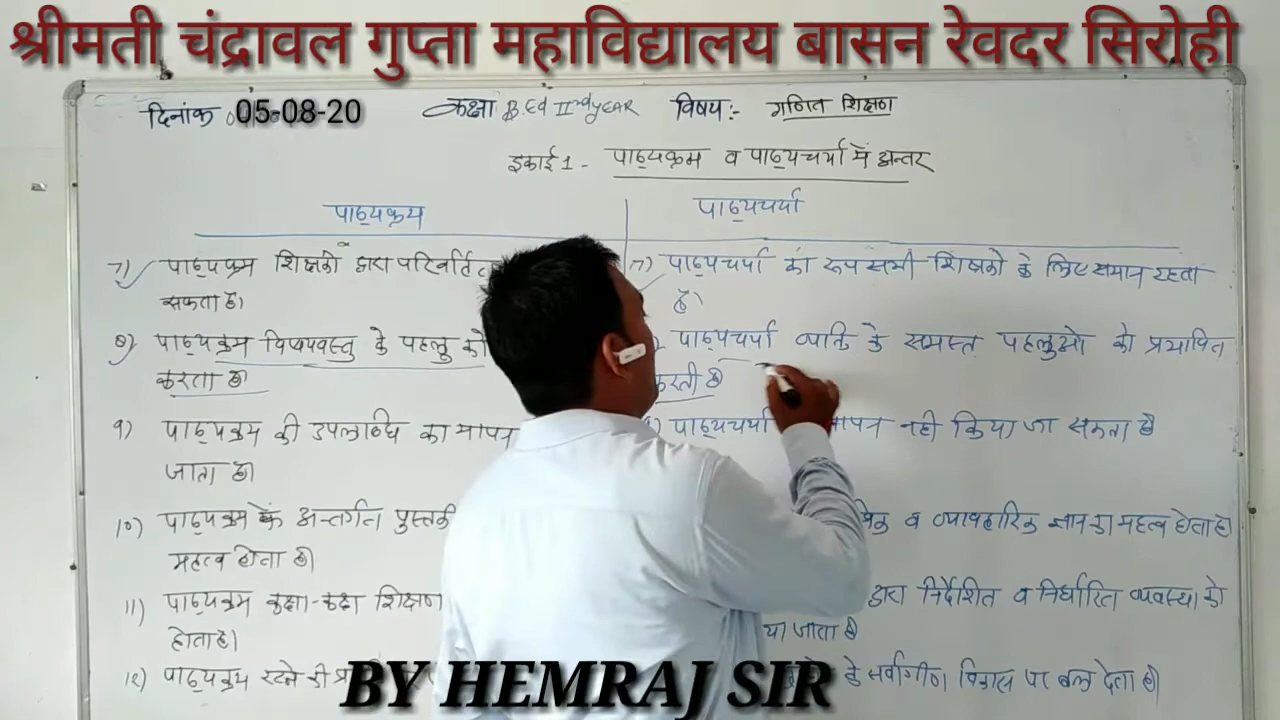 श्रीमती चंद्रावल गुप्ता महाविद्यालय बासन रेवदर सिरोही
दिनांक 05-08-20 कक्षा B.Ed IIⁿᵈ YEAR विषय:- गणित शिक्षण
इकाई 1 - पाठ्यक्रम व पाठ्यचर्या में अन्तर
पाठ्यक्रम पाठ्यचर्या
7) पाठ्यक्रम शिक्षकों द्वारा परिवर्तित 7) पाठ्यचर्या का रूप सभी शिक्षकों के लिए समान रहता
सकता है। है।
8) पाठ्यक्रम विषयवस्तु के पहलु को पाठ्यचर्या व्यक्ति के समस्त पहलुओ को प्रभावित
करता है। करती है।
9) पाठ्यक्रम की उपलब्धि का मापन पाठ्यचर्या मापन नही किया जा सकता है
जाता है।
10) पाठ्यक्रम के अन्तर्गत पुस्तकी व व्यावहारिक ज्ञान का महत्व होता है।
महत्व होता है।
11) पाठ्यक्रम कक्षा-कक्ष शिक्षण द्वारा निर्देशित व निर्धारित व्यवस्था को
होता है। जाता है
12) पाठ्यक्रम रटने की के सर्वांगीण विकास पर बल देता है।
BY HEMRAJ SIR